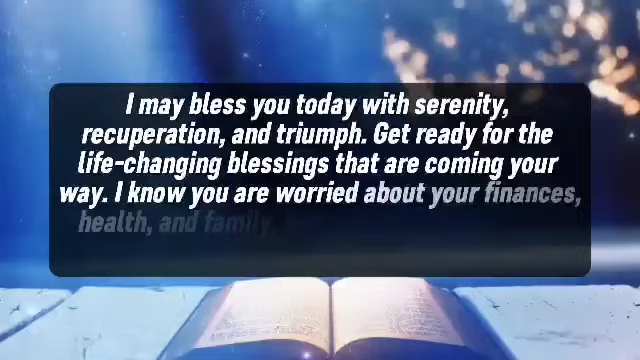 I may bless you today with serenity,
recuperation, and triumph. Get ready for the
life-changing blessings that are coming your
way. I know you are worried about your finances,
health, and family,